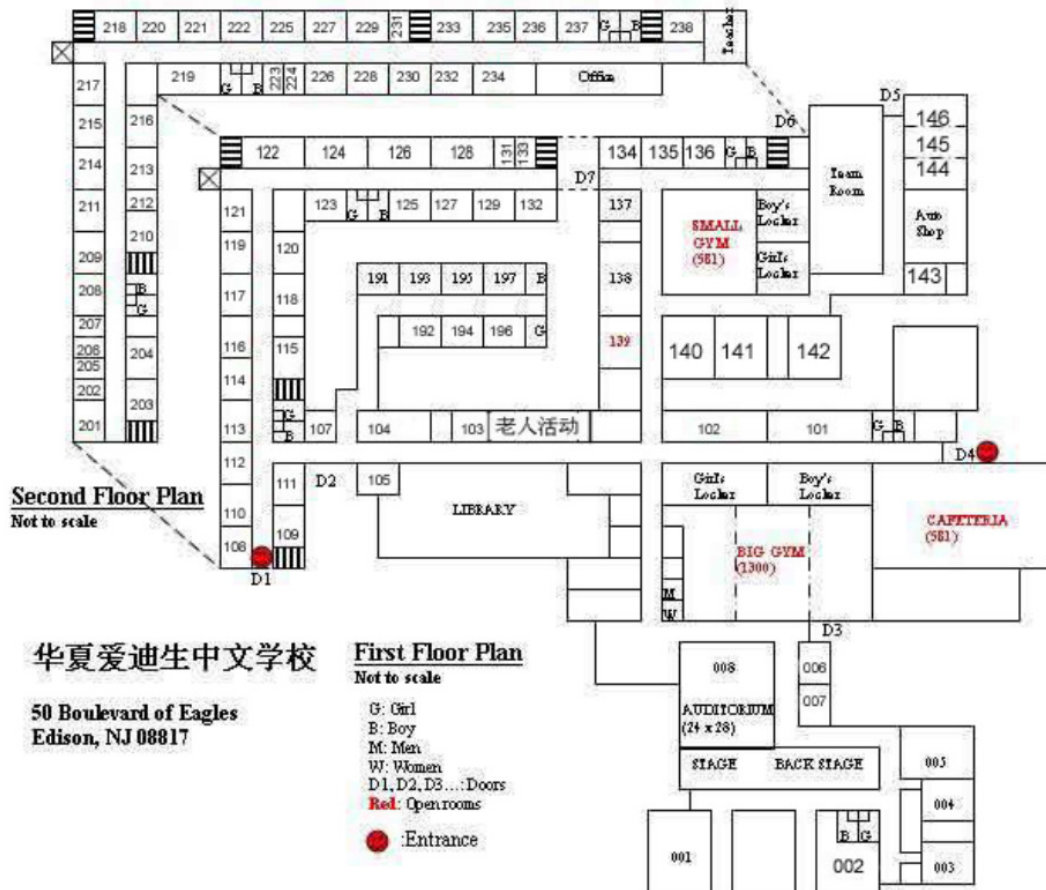 218 220 221 222 225 227 229 231 233 235 236 237 G B 238 Teacher
217 219 G B 223 224 226 228 230 232 234 Office
215 216
D5
146
145
144
D6
122 124 126 128 131 133 134 135 136 G B
Team Room
214 213
D7
211 212
121 123 G B 125 127 129 132 137
SMALL GYM (581)
Boy's Locker
Auto Shop
209 210 119 120
Girl's Locker
191 193 195 197 B 138
143
208 B G 117 118
207
192 194 196 G 139 140 141 142
206 204 116 115
205
202 203 114
201 113 G B 107 104 103 老人活动 102 101 G B
D4
112
Second Floor Plan
Not to scale
111 D2 105
LIBRARY
Girl's Locker
Boy's Locker
CAFETERIA
(581)
110 109
108
BIG GYM
(1300)
D1
M
W
D3
华夏爱迪生中文学校
50 Boulevard of Eagles
Edison, NJ 08817
First Floor Plan
Not to scale
G: Girl
B: Boy
M: Men
W: Women
D1, D2, D3...: Doors
Red: Open rooms
:Entrance
008
AUDITORIUM
(24 x 28)
006
007
STAGE BACK STAGE
005
004
B G
001 002 003